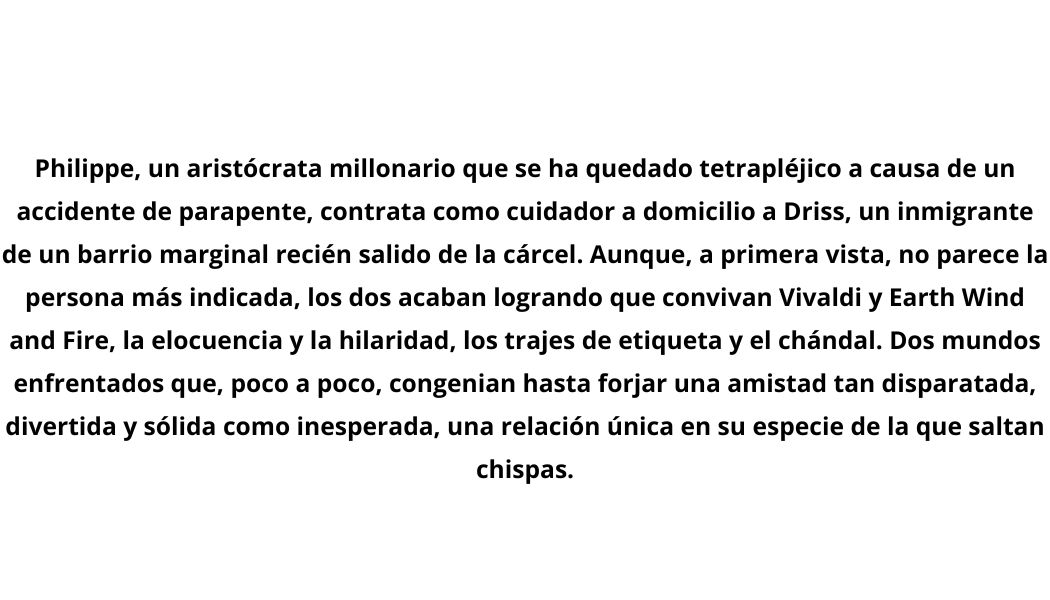 Philippe, un aristócrata millonario que se ha quedado tetrapléjico a causa de un
accidente de parapente, contrata como cuidador a domicilio a Driss, un inmigrante
de un barrio marginal recién salido de la cárcel. Aunque, a primera vista, no parece la
persona más indicada, los dos acaban logrando que convivan Vivaldi y Earth Wind
and Fire, la elocuencia y la hilaridad, los trajes de etiqueta y el chándal. Dos mundos
enfrentados que, poco a poco, congenian hasta forjar una amistad tan disparatada,
divertida y sólida como inesperada, una relación única en su especie de la que saltan
chispas.